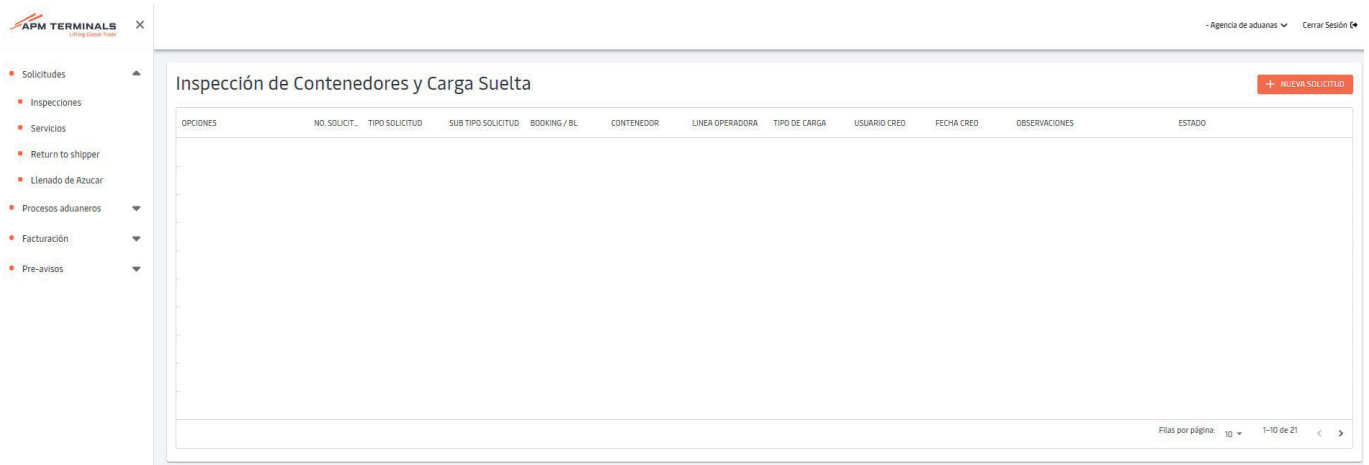 APM TERMINALS
Lifting Global Trade
- Agencia de aduanas
Cerrar Sesión
Solicitudes
Inspecciones
Servicios
Return to shipper
Llenado de Azucar
Procesos aduaneros
Facturación
Pre-avisos
Inspección de Contenedores y Carga Suelta
+ NUEVA SOLICITUD
OPCIONES NO. SOLICIT... TIPO SOLICITUD SUB TIPO SOLICITUD BOOKING / BL CONTENEDOR LINEA OPERADORA TIPO DE CARGA USUARIO CREO FECHA CREO OBSERVACIONES ESTADO
Filas por página: 10 1–10 de 21